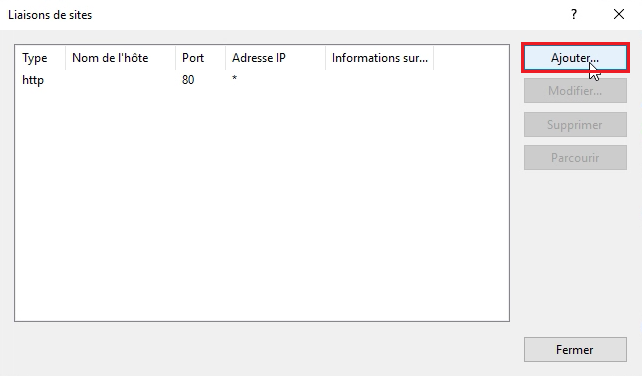 Liaisons de sites
?
Type Nom de l'hôte Port Adresse IP Informations sur...
http 80 *
Ajouter...
Modifier...
Supprimer
Parcourir
Fermer